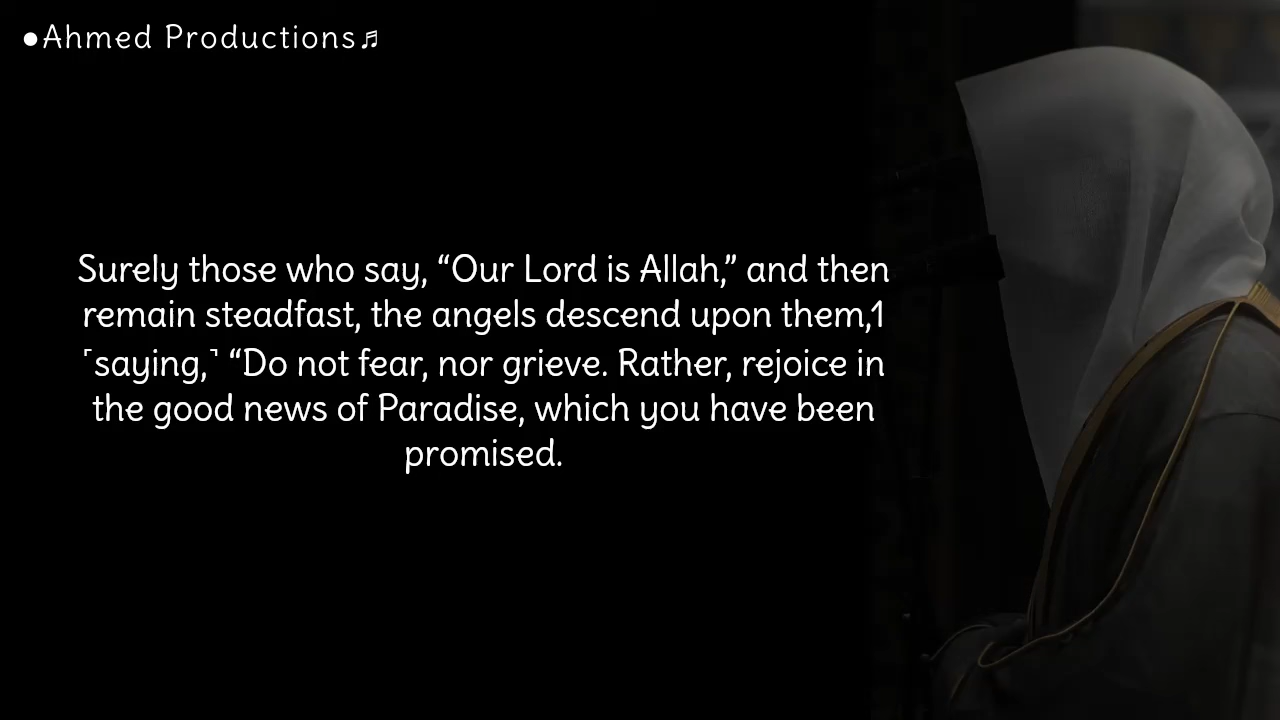 ●Ahmed Productions♬
Surely those who say, “Our Lord is Allah,” and then
remain steadfast, the angels descend upon them,1
˹saying,˺ “Do not fear, nor grieve. Rather, rejoice in
the good news of Paradise, which you have been
promised.